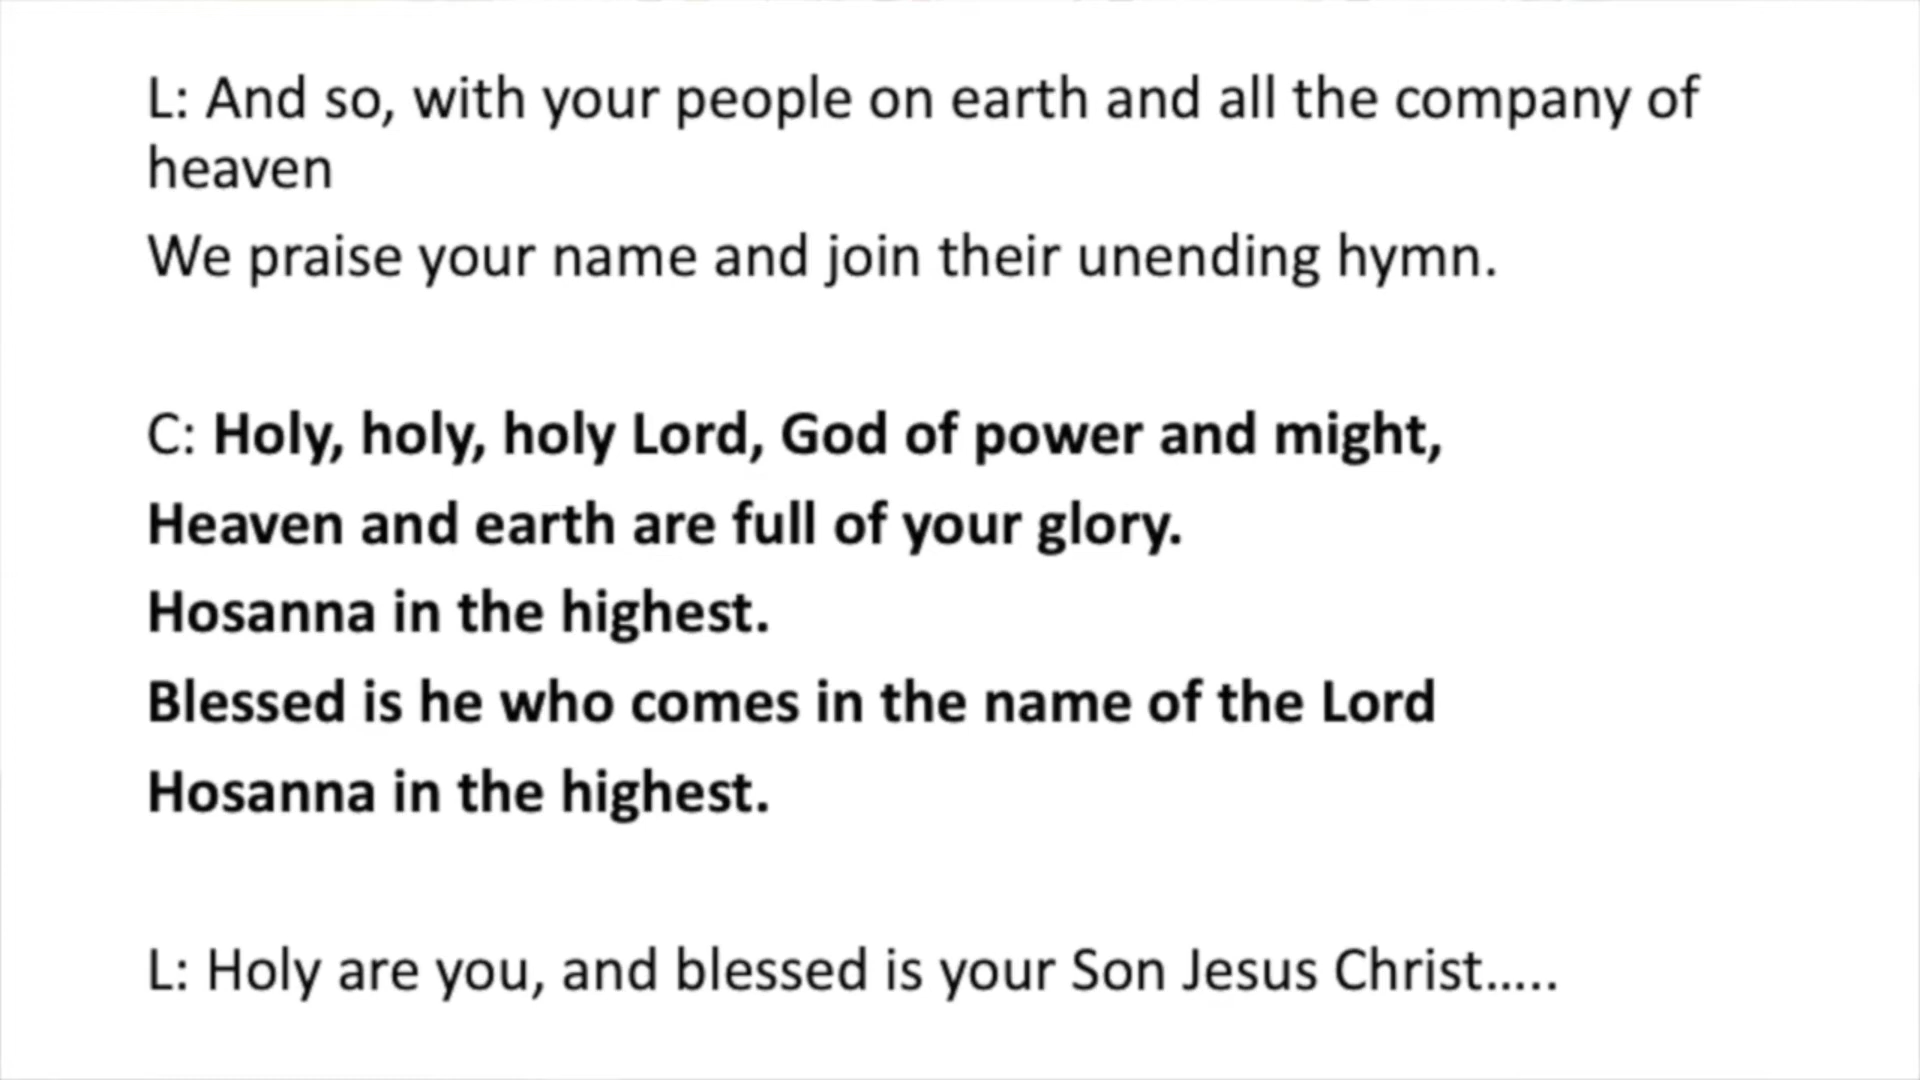 L: And so, with your people on earth and all the company of
heaven
We praise your name and join their unending hymn.
C: Holy, holy, holy Lord, God of power and might,
Heaven and earth are full of your glory.
Hosanna in the highest.
Blessed is he who comes in the name of the Lord
Hosanna in the highest.
L: Holy are you, and blessed is your Son Jesus Christ.....